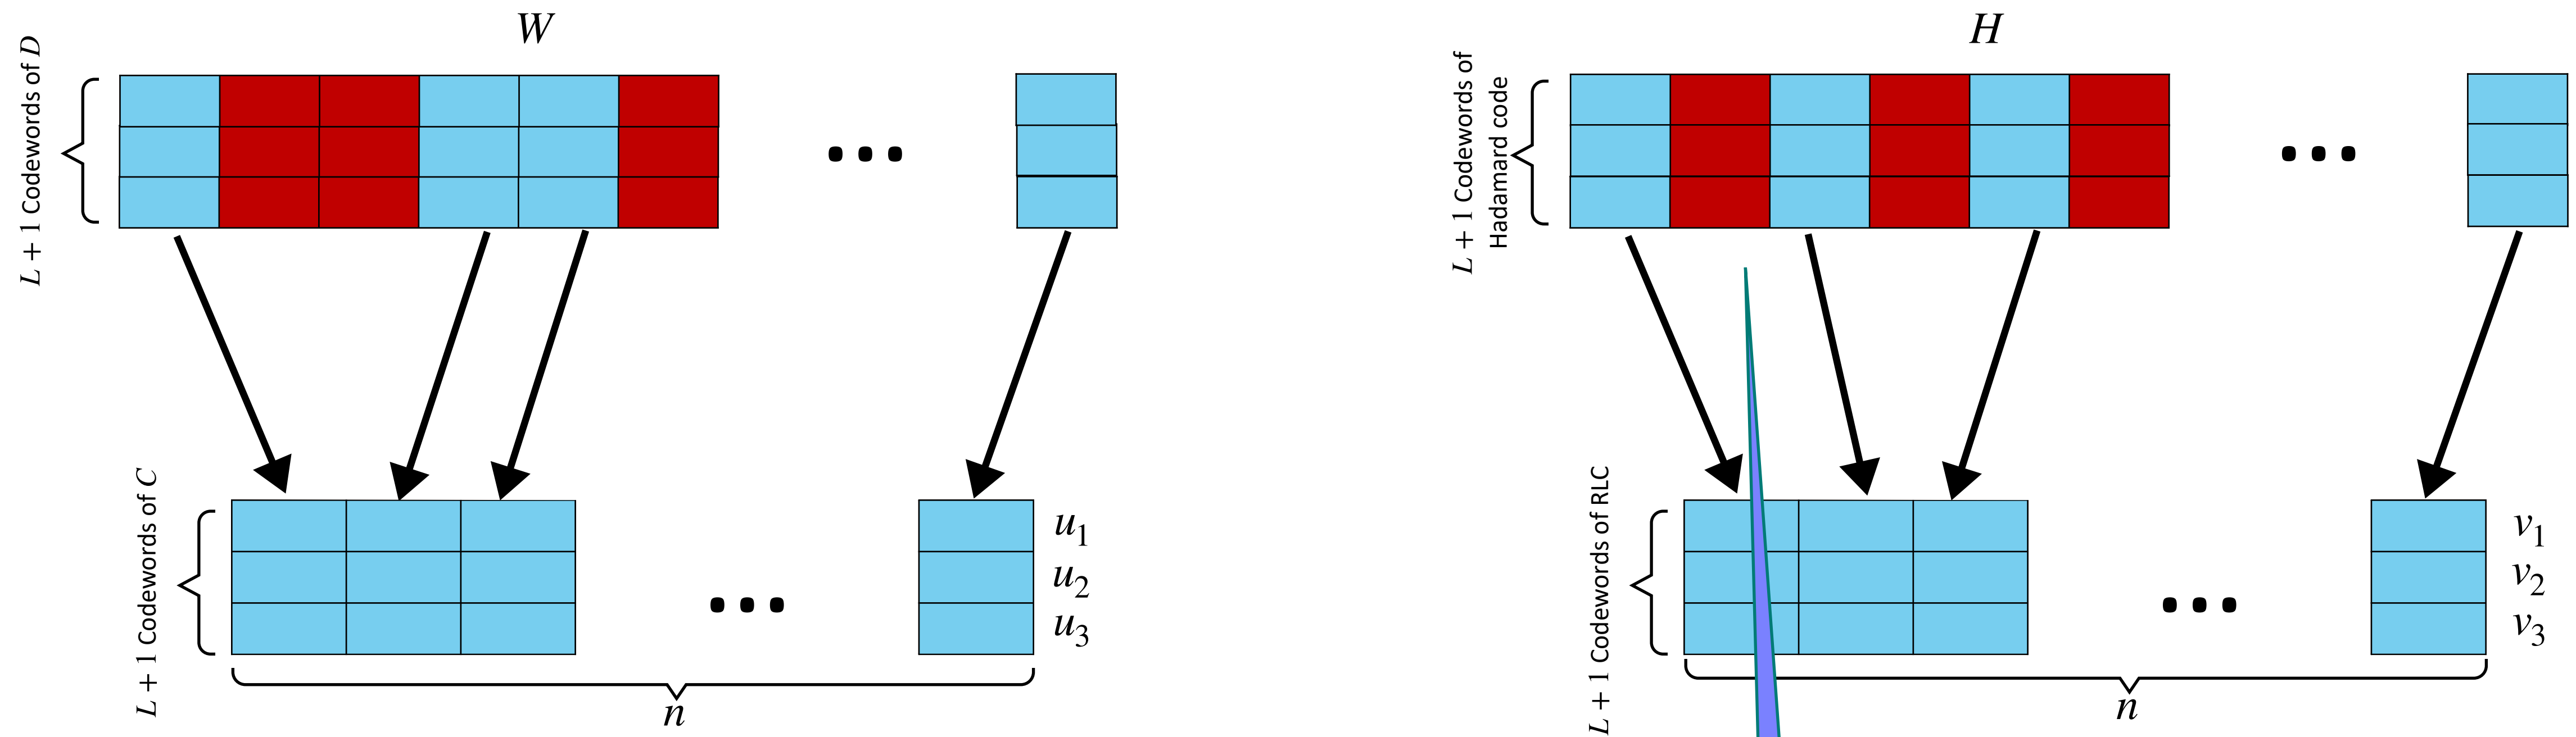 W
L + 1 Codewords of D
L + 1 Codewords of C
u1
u2
u3
n
H
L + 1 Codewords of
Hadamard code
L + 1 Codewords of RLC
v1
v2
v3
n